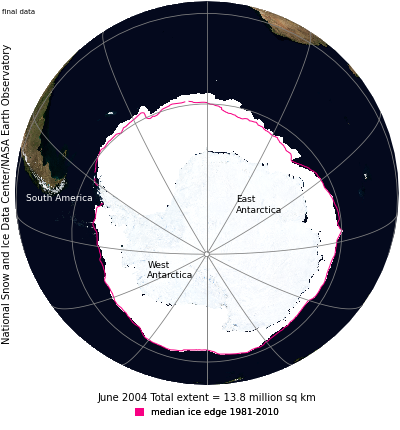 final data
National Snow and Ice Data Center/NASA Earth Observatory
South America
East
Antarctica
West
Antarctica
June 2004 Total extent = 13.8 million sq km
median ice edge 1981-2010